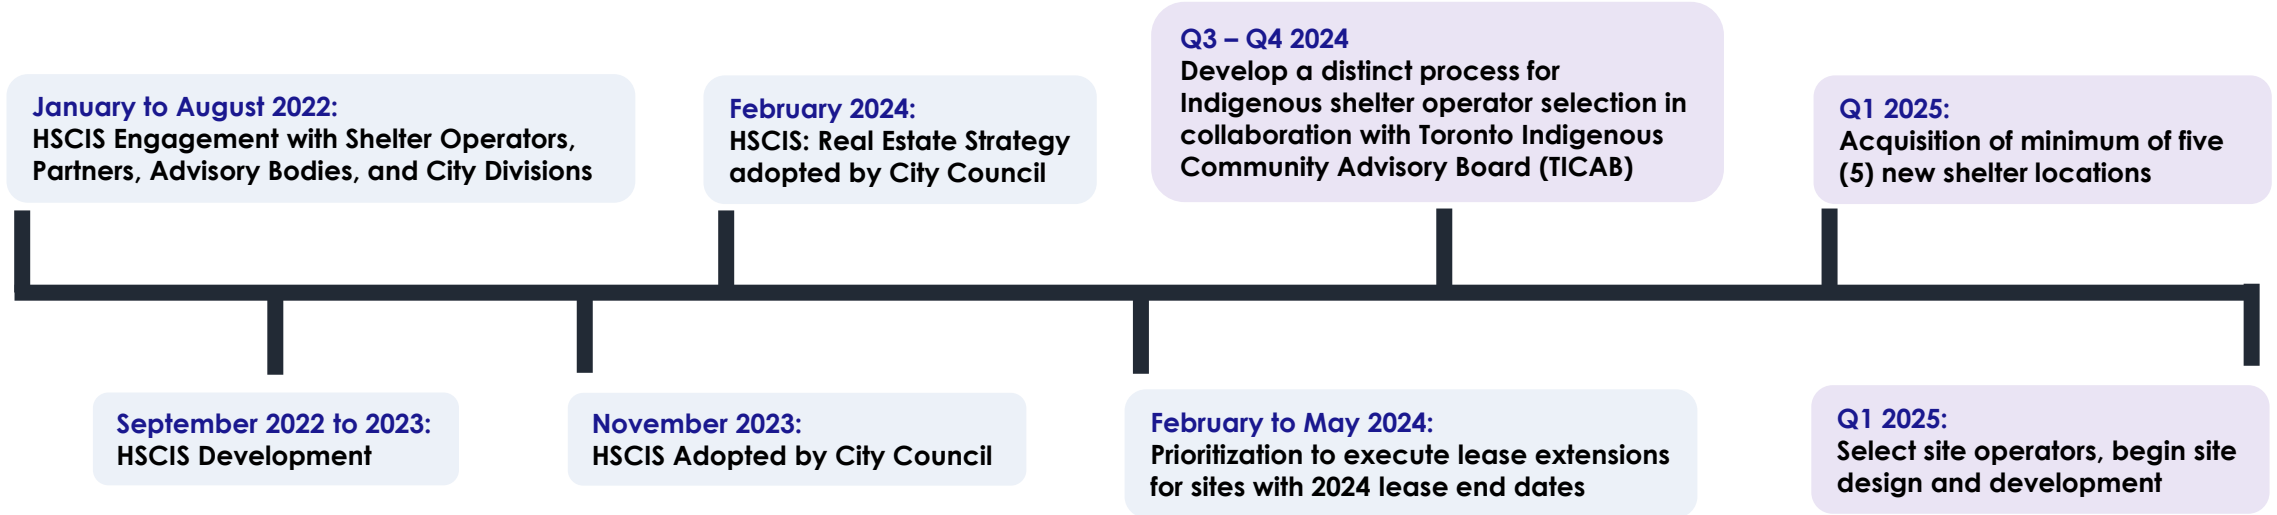 January to August 2022:
HSCIS Engagement with Shelter Operators,
Partners, Advisory Bodies, and City Divisions
September 2022 to 2023:
HSCIS Development
November 2023:
HSCIS Adopted by City Council
February 2024:
HSCIS: Real Estate Strategy
adopted by City Council
February to May 2024:
Prioritization to execute lease extensions
for sites with 2024 lease end dates
Q3 – Q4 2024
Develop a distinct process for
Indigenous shelter operator selection in
collaboration with Toronto Indigenous
Community Advisory Board (TICAB)
Q1 2025:
Acquisition of minimum of five
(5) new shelter locations
Q1 2025:
Select site operators, begin site
design and development